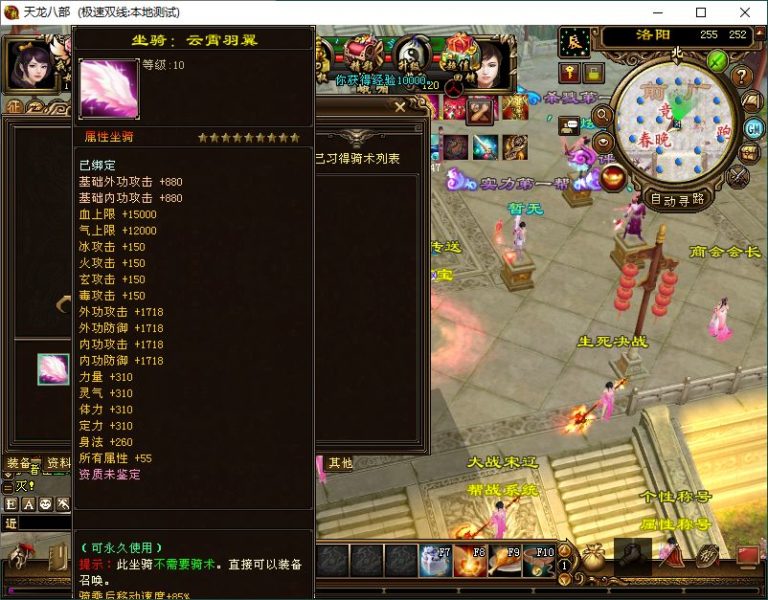 天龙八部 (极速双线:本地测试)
坐骑：云霄羽翼
等级:10
属性坐骑
已绑定
基础外功攻击 +880
基础内功攻击 +880
血上限 +15000
气上限 +12000
冰攻击 +150
火攻击 +150
玄攻击 +150
毒攻击 +150
外功攻击 +1718
外功防御 +1718
内功攻击 +1718
内功防御 +1718
力量 +310
灵气 +310
体力 +310
定力 +310
身法 +260
所有属性 +55
资质未鉴定
（可永久使用）
提示：此坐骑不需要骑术。直接可以装备
召唤。
骑乘后移动速度+85%
已习得骑术列表
你获得经验10000。
120
洛阳
255 252
北
春晚
自动寻路
GM
实力第一帮
暂无
传送
宝
商会会长
生死决战
大战宋辽
帮战系统
个性称号
属性称号
装备
资料
其他
灭!
E A
近
F7 F8 F9 F10
1